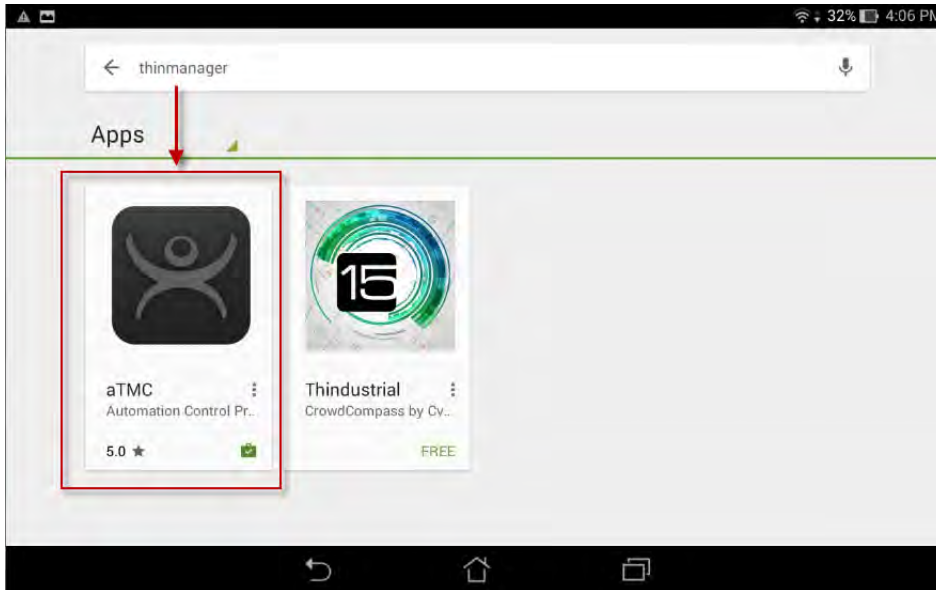 32% 4:06 PM
thinmanager
Apps
15
aTMC
Automation Control Pr..
5.0
Thindustrial
CrowdCompass by Cv..
FREE